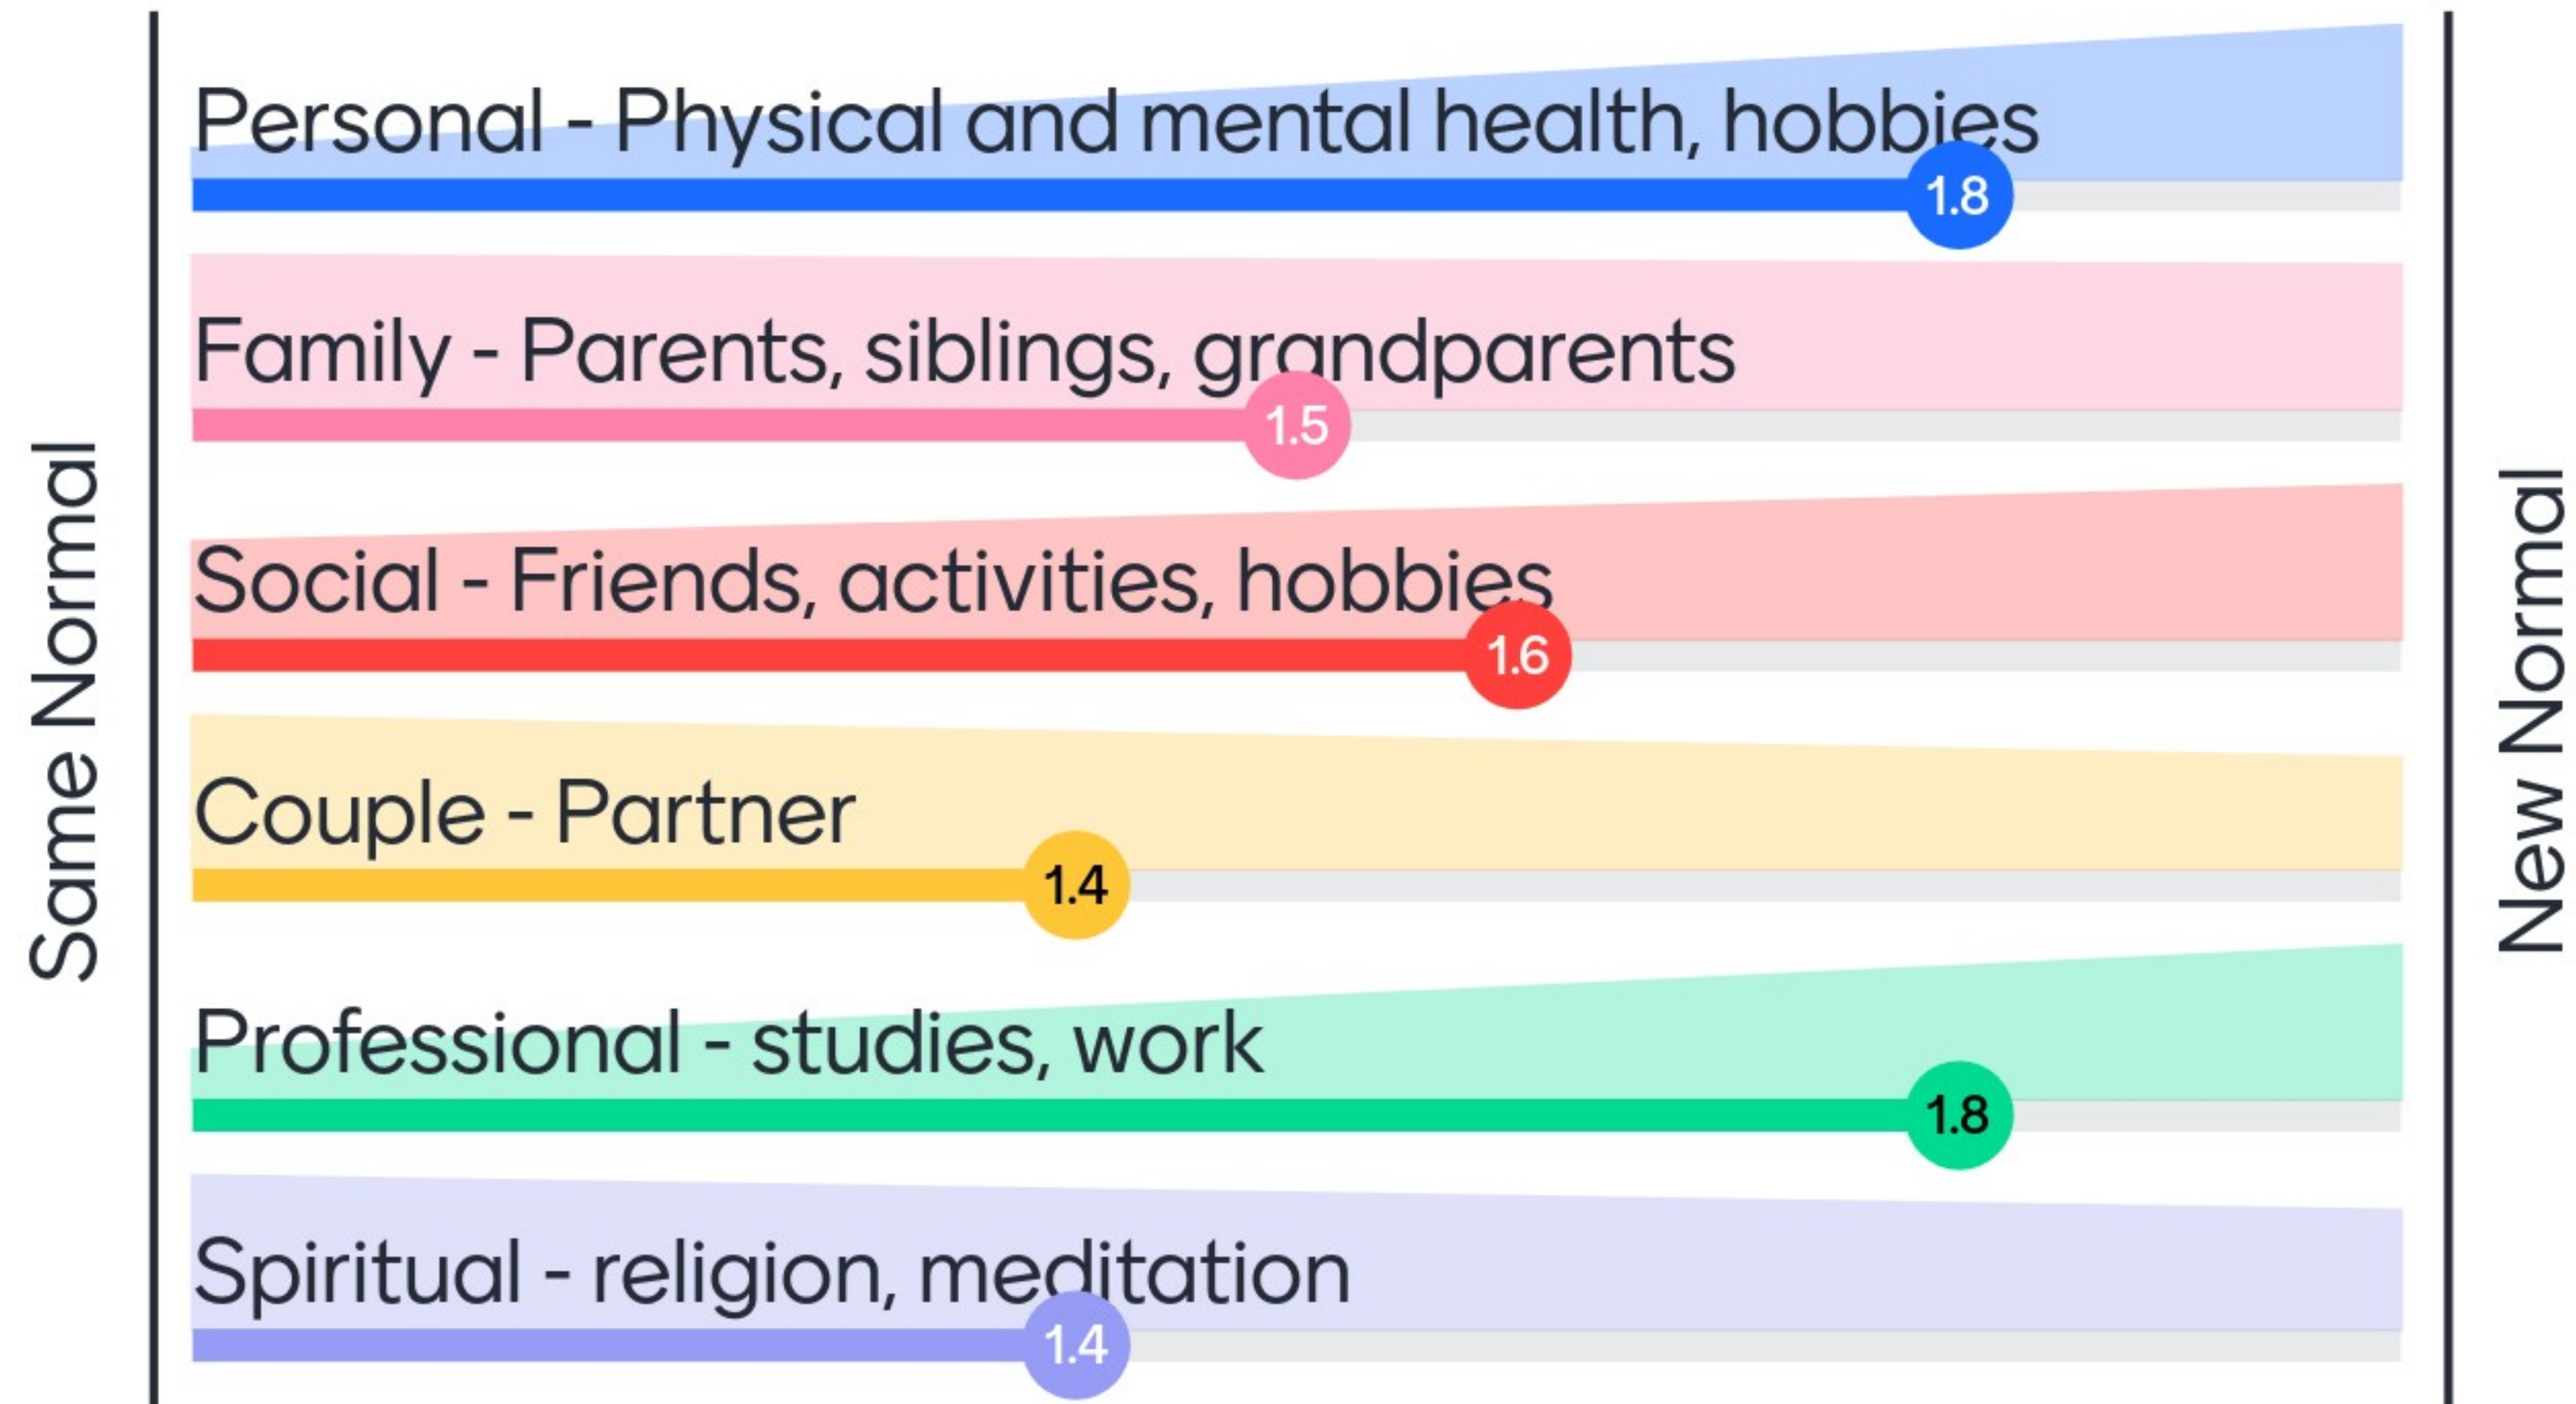 Same Normal
Personal - Physical and mental health, hobbies
1.8
Family - Parents, siblings, grandparents
1.5
Social - Friends, activities, hobbies
1.6
Couple - Partner
1.4
Professional - studies, work
1.8
Spiritual - religion, meditation
1.4
New Normal